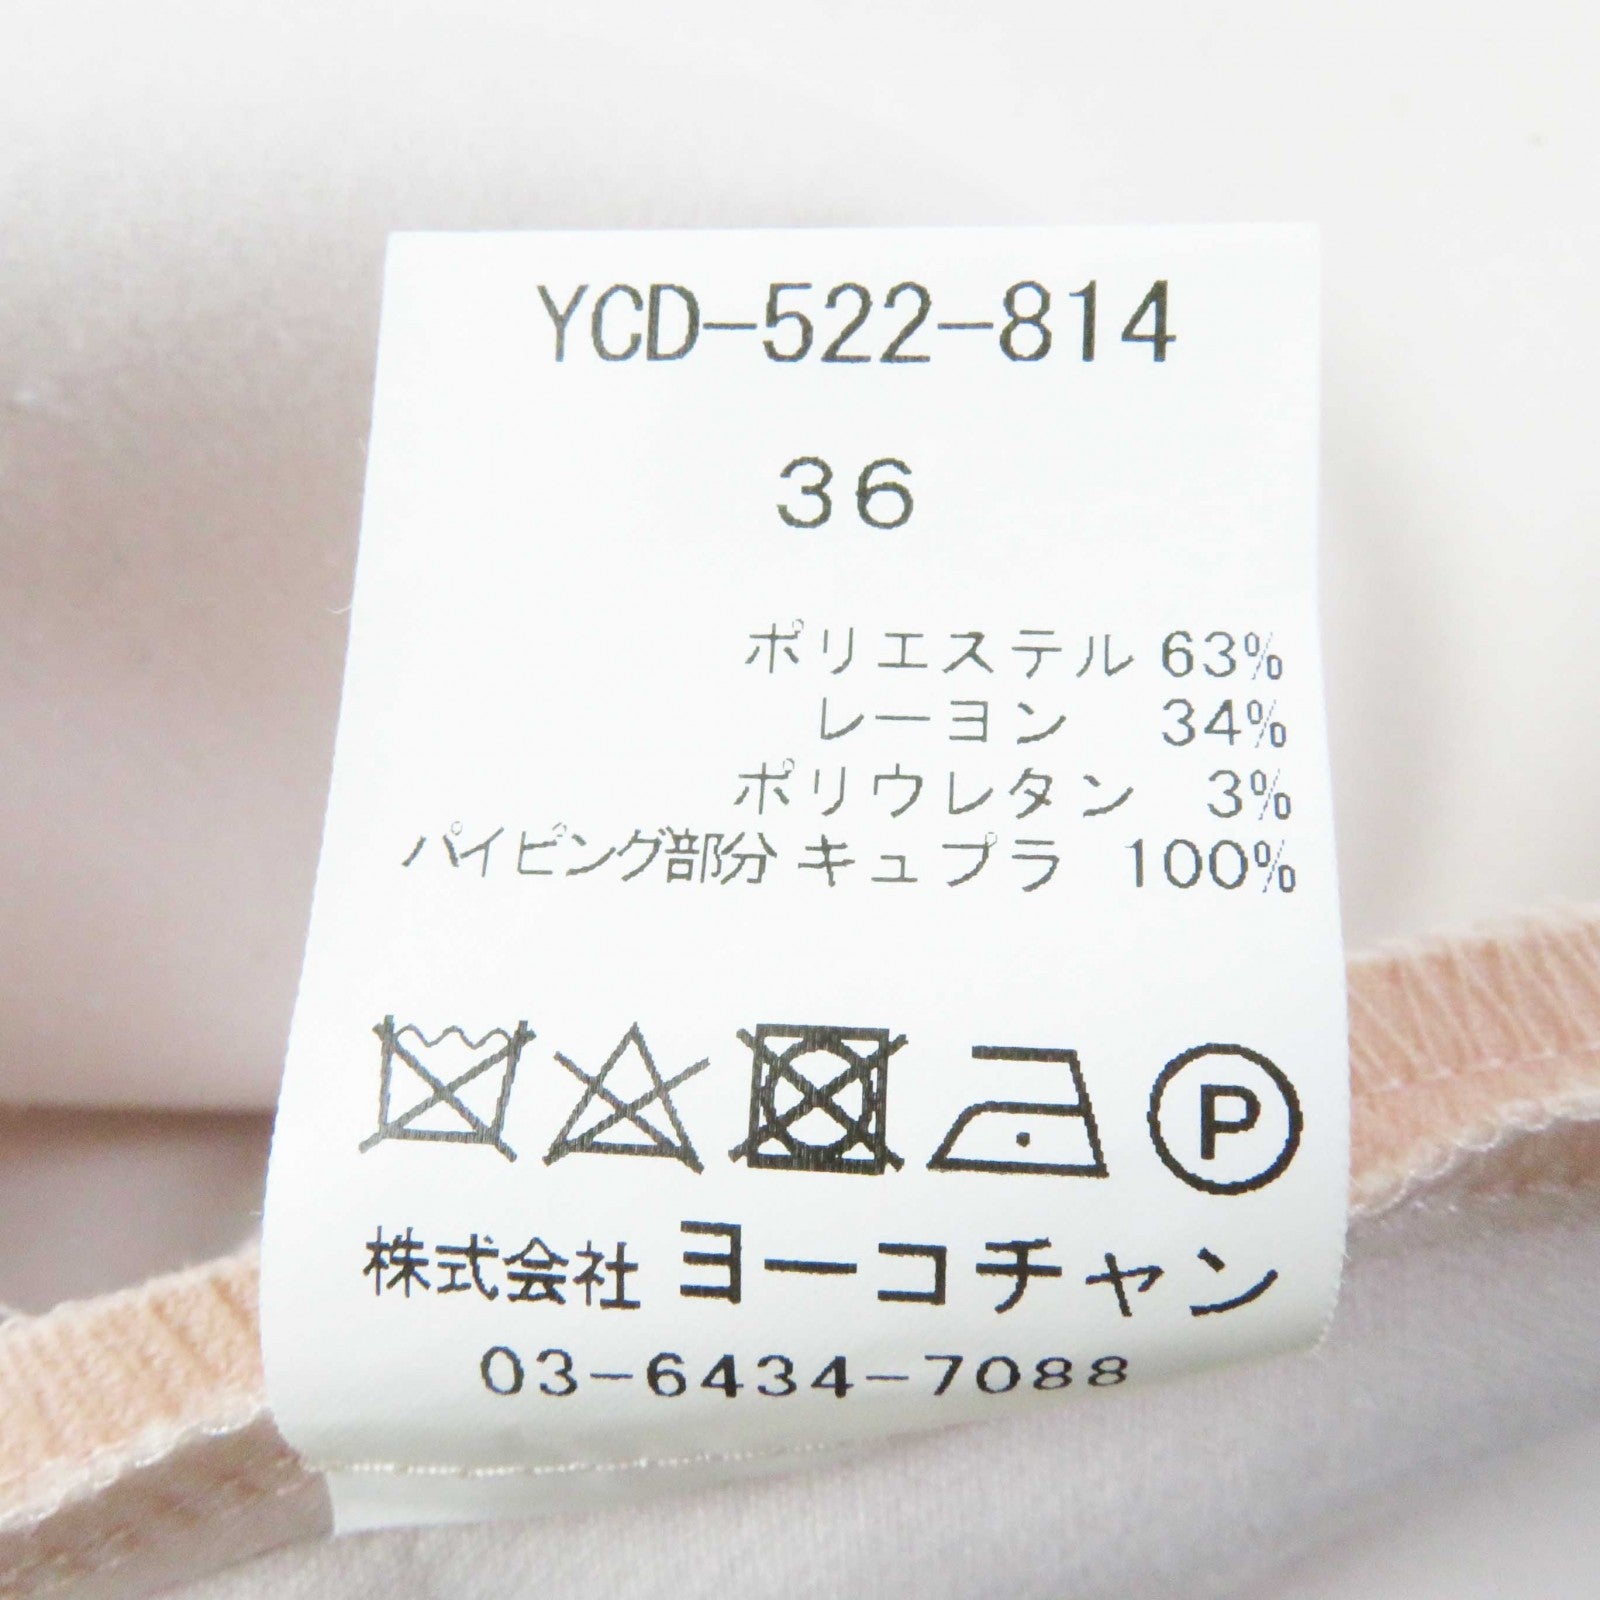 YCD-522-814
36
ポリエステル 63%
レーヨン 34%
ポリウレタン 3%
パイピング部分 キュプラ 100%
P
株式会社 ヨーコチャン
03-6434-7088